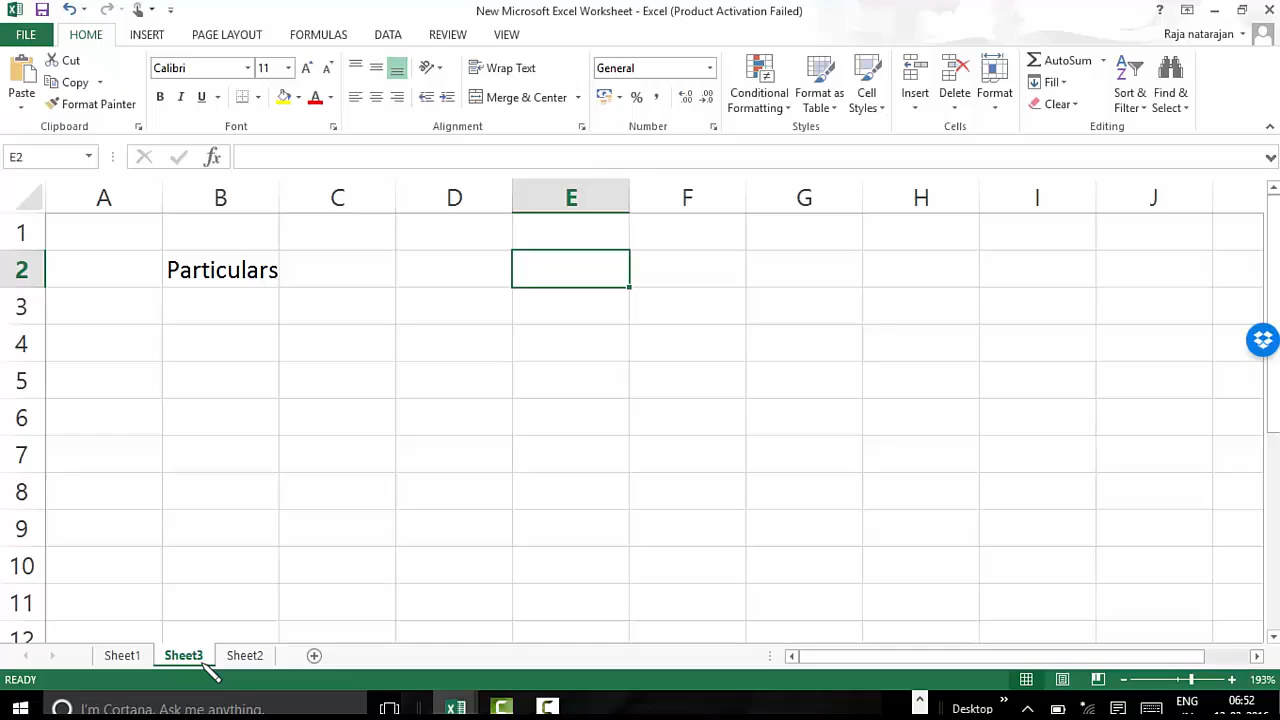 New Microsoft Excel Worksheet - Excel (Product Activation Failed)
?
FILE HOME INSERT PAGE LAYOUT FORMULAS DATA REVIEW VIEW Raja natarajan
Paste
Cut
Copy
Format Painter
Clipboard
Calibri 11
B I U A
Font
Wrap Text
Merge & Center
Alignment
General
% ,
Number
Conditional Formatting
Format as Table
Cell Styles
Styles
Insert
Delete
Format
Cells
AutoSum
Fill
Clear
Sort & Filter
Find & Select
Editing
E2 fx
A B C D E F G H I J
1
2 Particulars
3
4
5
6
7
8
9
10
11
12
Sheet1 Sheet3 Sheet2
READY 193%
I'm Cortana. Ask me anything. Desktop ENG 06:52